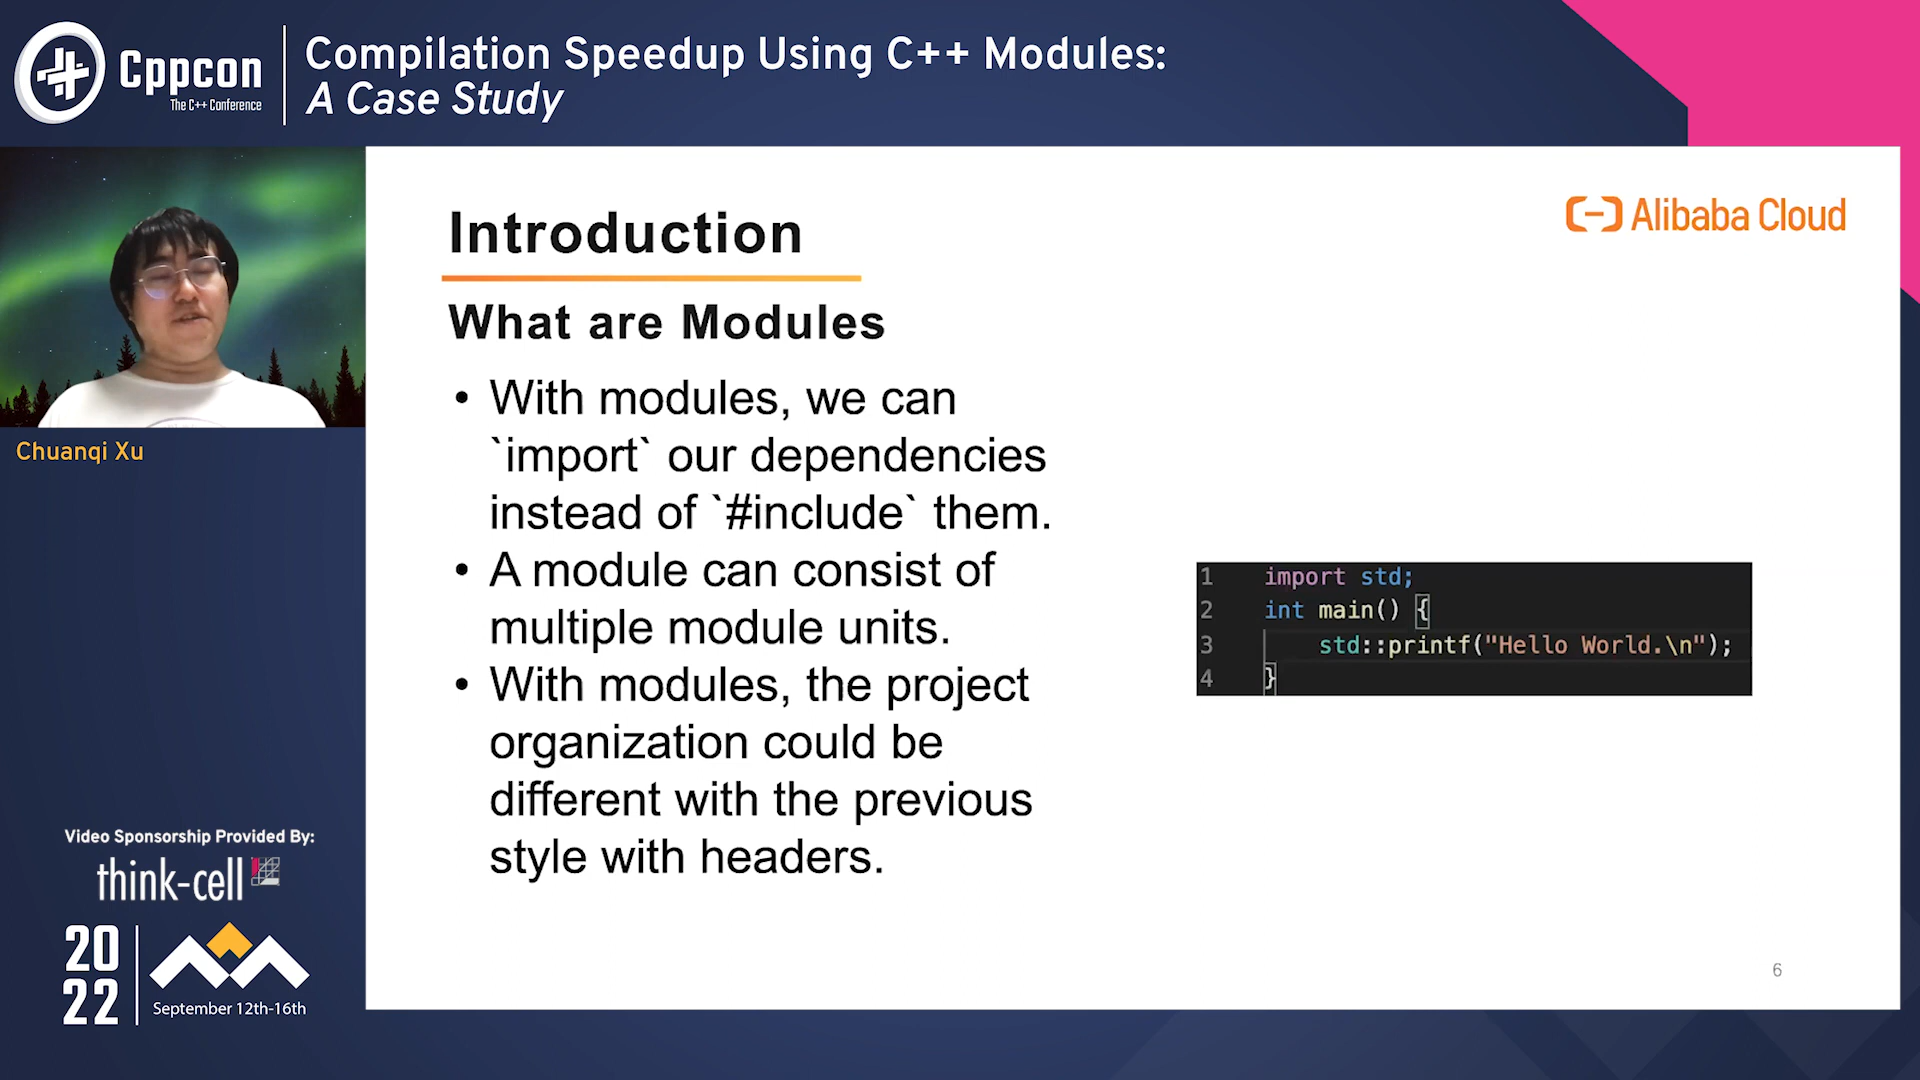 Cppcon
The C++ Conference
Compilation Speedup Using C++ Modules:
A Case Study
Alibaba Cloud
Introduction
What are Modules
• With modules, we can
`import` our dependencies
instead of `#include` them.
• A module can consist of
multiple module units.
• With modules, the project
organization could be
different with the previous
style with headers.
1 import std;
2 int main() {
3 std::printf("Hello World.\n");
4 }
Chuanqi Xu
Video Sponsorship Provided By:
think-cell
20
22
September 12th-16th
6